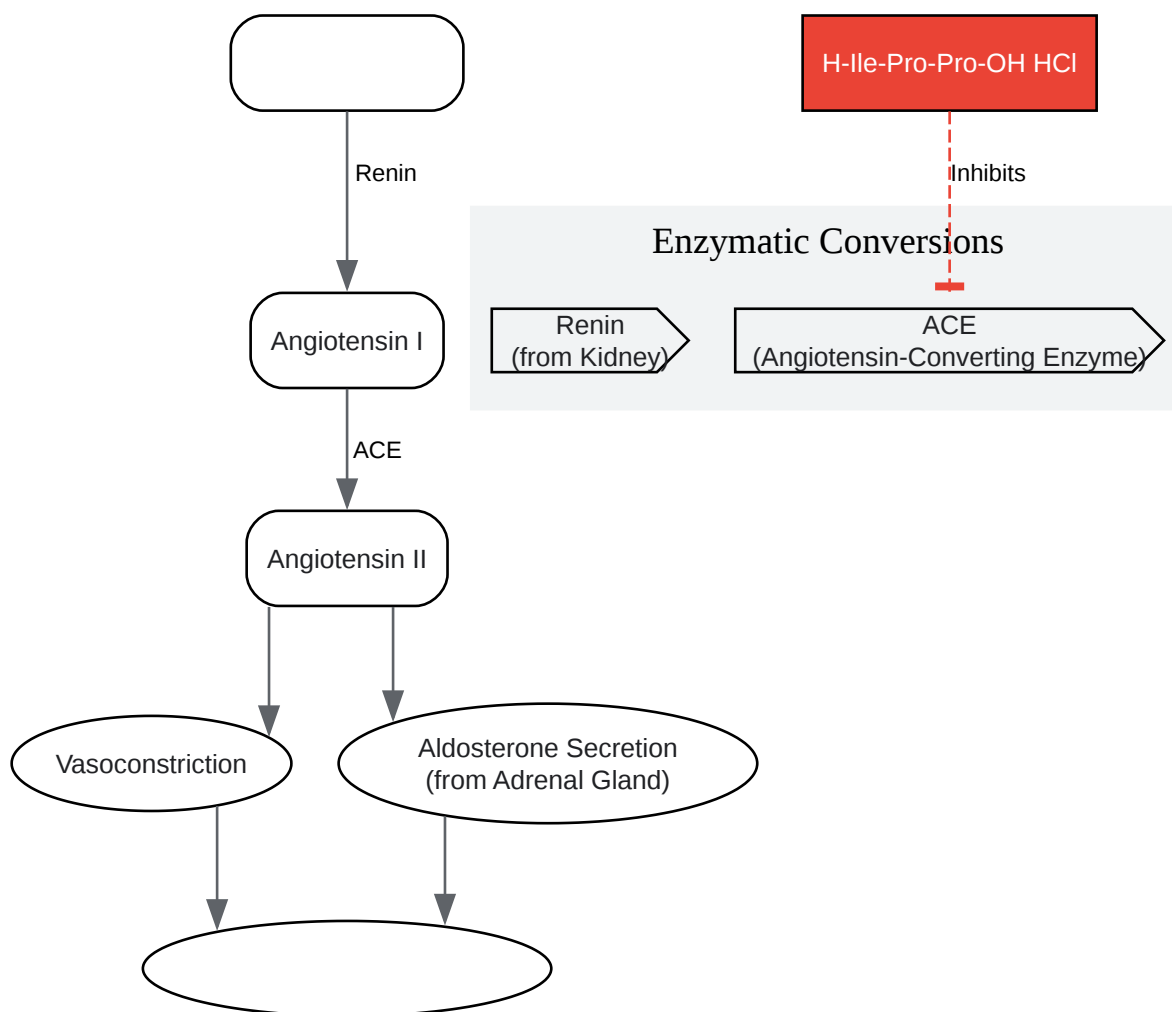 H-Ile-Pro-Pro-OH HCl
Renin
Inhibits
Enzymatic Conversions
Angiotensin I
Renin
(from Kidney)
ACE
(Angiotensin-Converting Enzyme)
ACE
Angiotensin II
Vasoconstriction
Aldosterone Secretion
(from Adrenal Gland)